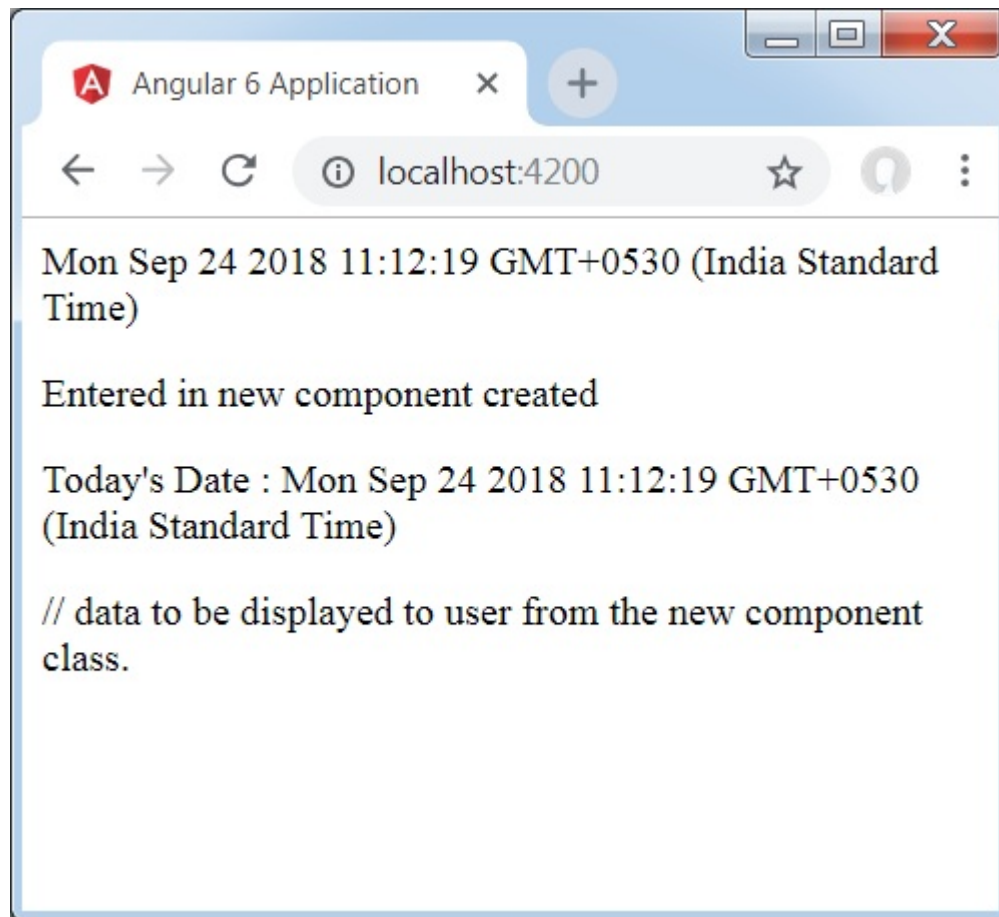 Angular 6 Application
localhost:4200
Mon Sep 24 2018 11:12:19 GMT+0530 (India Standard
Time)
Entered in new component created
Today's Date : Mon Sep 24 2018 11:12:19 GMT+0530
(India Standard Time)
// data to be displayed to user from the new component
class.